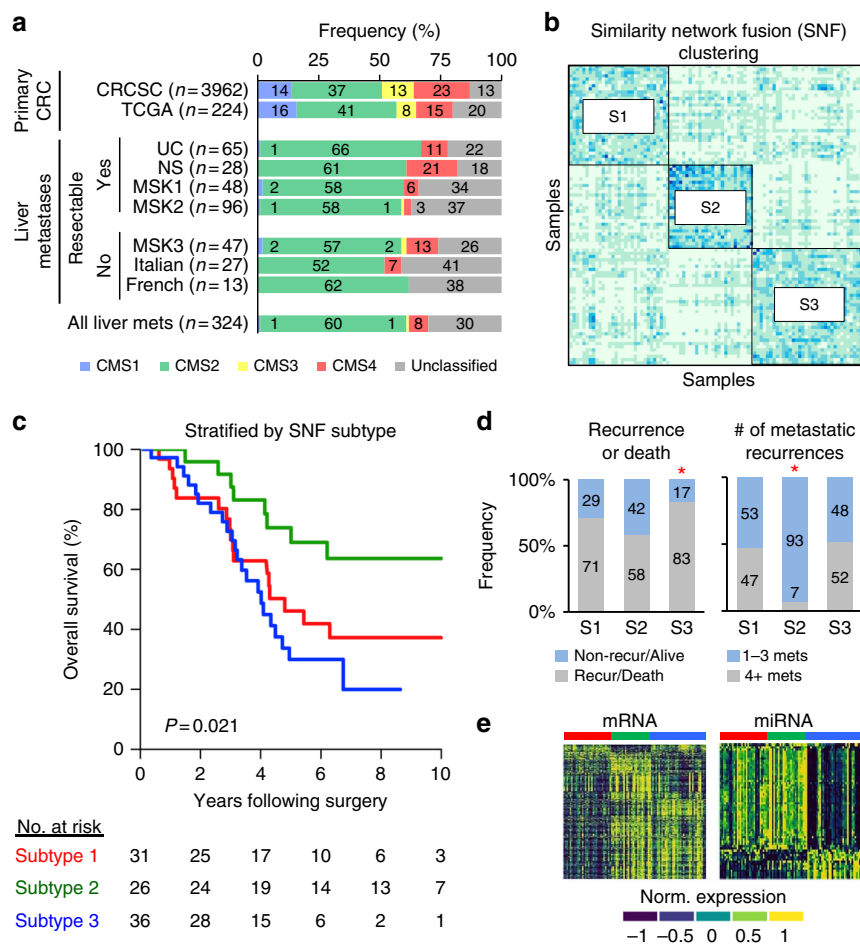 a
Frequency (%)
0 25 50 75 100
Primary CRC
CRCSC (n = 3962) 14 37 13 23 13
TCGA (n = 224) 16 41 8 15 20
Liver metastases
Resectable
Yes
UC (n = 65) 1 66 11 22
NS (n = 28) 61 21 18
MSK1 (n = 48) 2 58 6 34
MSK2 (n = 96) 1 58 1 3 37
No
MSK3 (n = 47) 2 57 2 13 26
Italian (n = 27) 52 7 41
French (n = 13) 62 38
All liver mets (n = 324) 1 60 1 8 30
CMS1 CMS2 CMS3 CMS4 Unclassified
b
Similarity network fusion (SNF)
clustering
Samples
S1
S2
S3
Samples
c
Stratified by SNF subtype
Overall survival (%)
100
80
60
40
20
0
P = 0.021
0 2 4 6 8 10
Years following surgery
No. at risk
Subtype 1 31 25 17 10 6 3
Subtype 2 26 24 19 14 13 7
Subtype 3 36 28 15 6 2 1
d
Recurrence
or death
*
Frequency
100%
50%
0%
29 42 17
71 58 83
S1 S2 S3
Non-recur/Alive
Recur/Death
# of metastatic
recurrences
*
53 93 48
47 7 52
S1 S2 S3
1–3 mets
4+ mets
e
mRNA miRNA
Norm. expression
−1 −0.5 0 0.5 1